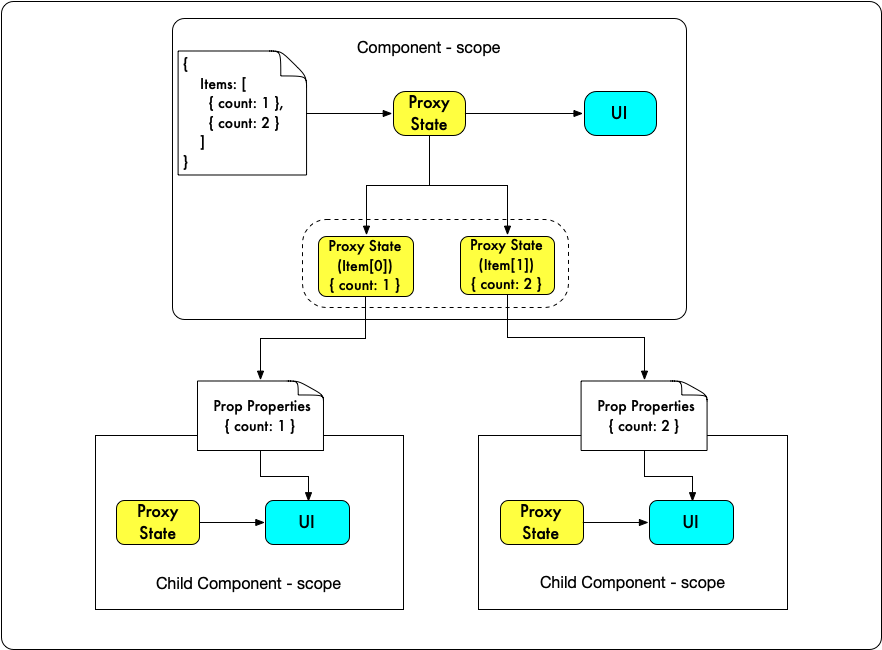 Component - scope
{
Items: [
{ count: 1 },
{ count: 2 }
]
}
Proxy
State
UI
Proxy State
(Item[0])
{ count: 1 }
Proxy State
(Item[1])
{ count: 2 }
Prop Properties
{ count: 1 }
Prop Properties
{ count: 2 }
Proxy
State
UI
Child Component - scope
Proxy
State
UI
Child Component - scope